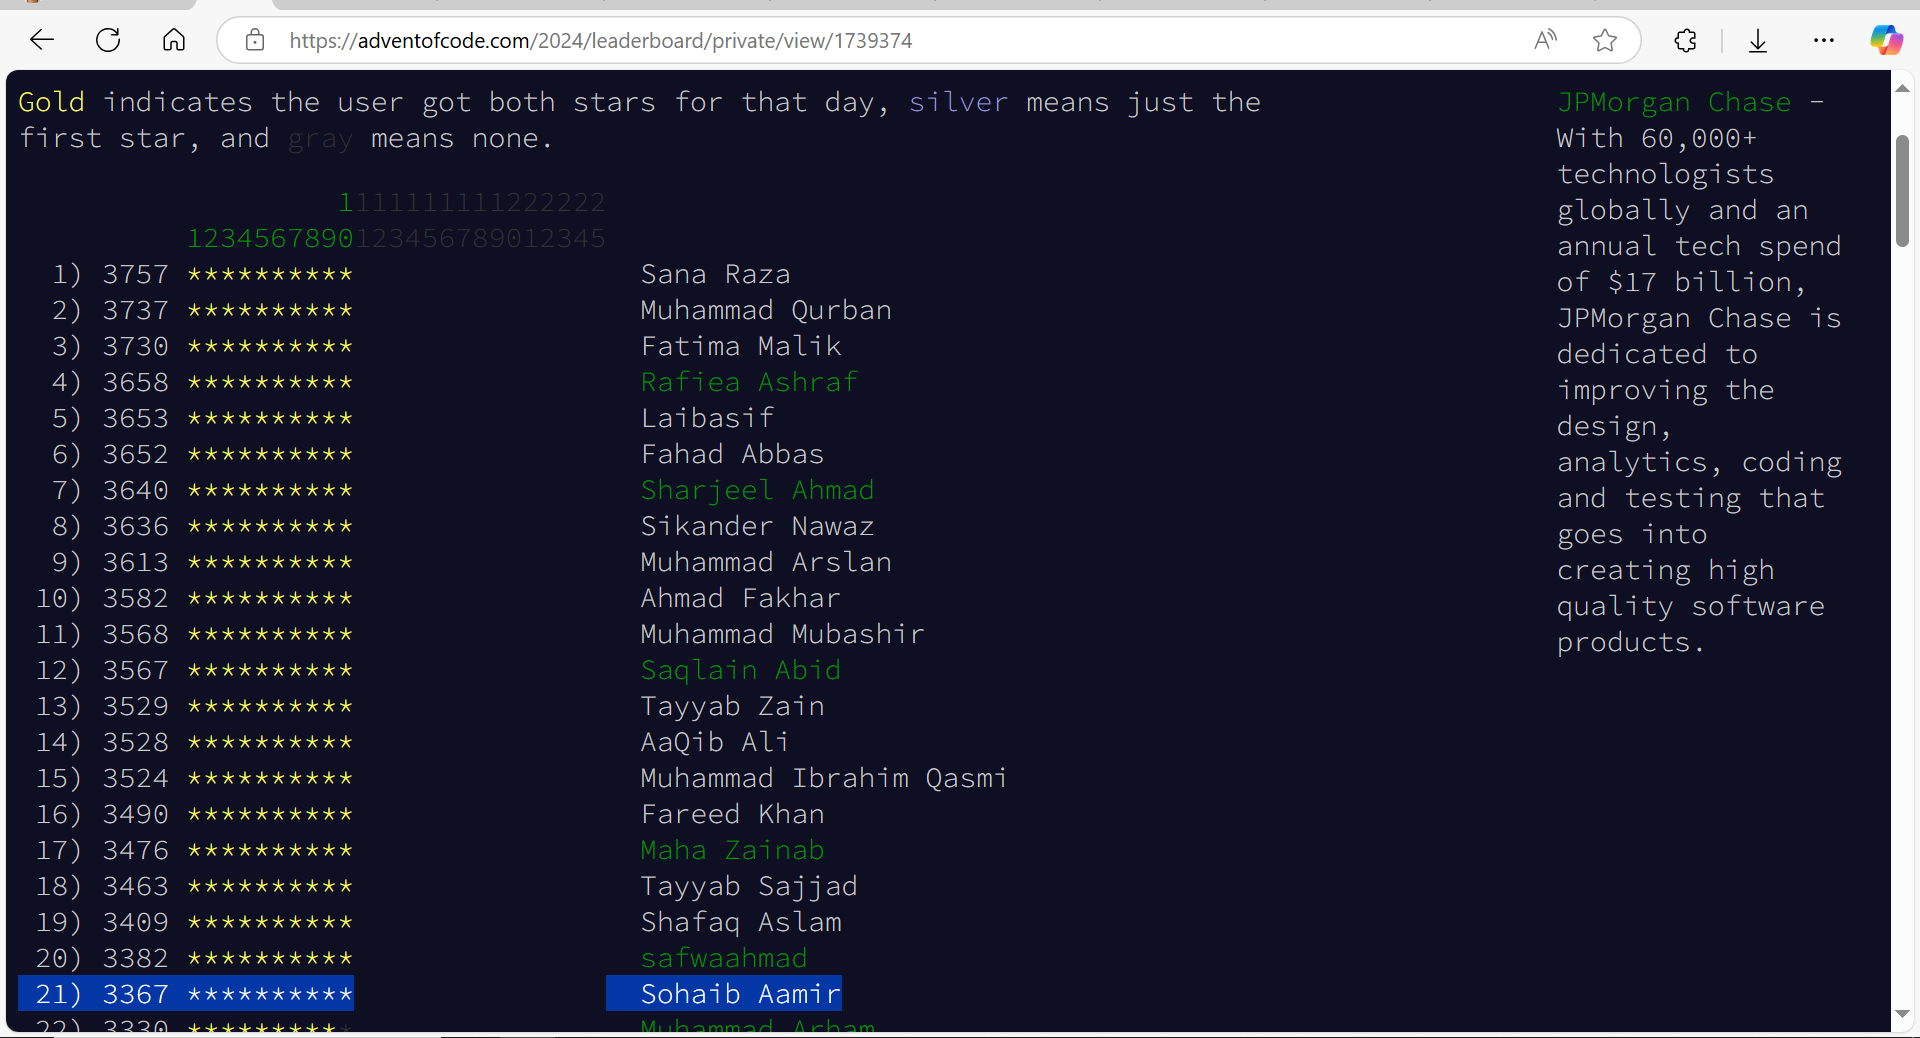 https://adventofcode.com/2024/leaderboard/private/view/1739374
Gold indicates the user got both stars for that day, silver means just the
first star, and gray means none.
1111111111222222
1234567890123456789012345
1) 3757 ********** Sana Raza
2) 3737 ********** Muhammad Qurban
3) 3730 ********** Fatima Malik
4) 3658 ********** Rafiea Ashraf
5) 3653 ********** Laibasif
6) 3652 ********** Fahad Abbas
7) 3640 ********** Sharjeel Ahmad
8) 3636 ********** Sikander Nawaz
9) 3613 ********** Muhammad Arslan
10) 3582 ********** Ahmad Fakhar
11) 3568 ********** Muhammad Mubashir
12) 3567 ********** Saqlain Abid
13) 3529 ********** Tayyab Zain
14) 3528 ********** AaQib Ali
15) 3524 ********** Muhammad Ibrahim Qasmi
16) 3490 ********** Fareed Khan
17) 3476 ********** Maha Zainab
18) 3463 ********** Tayyab Sajjad
19) 3409 ********** Shafaq Aslam
20) 3382 ********** safwaahmad
21) 3367 ********** Sohaib Aamir
22) 3330 ********** Muhammad Arham
JPMorgan Chase -
With 60,000+
technologists
globally and an
annual tech spend
of $17 billion,
JPMorgan Chase is
dedicated to
improving the
design,
analytics, coding
and testing that
goes into
creating high
quality software
products.